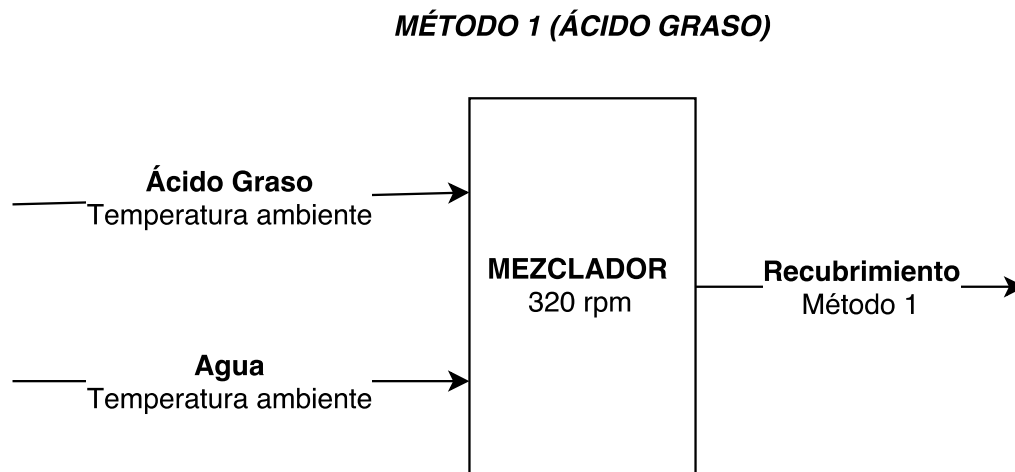 MÉTODO 1 (ÁCIDO GRASO)
Ácido Graso
Temperatura ambiente
MEZCLADOR
320 rpm
Recubrimiento
Método 1
Agua
Temperatura ambiente